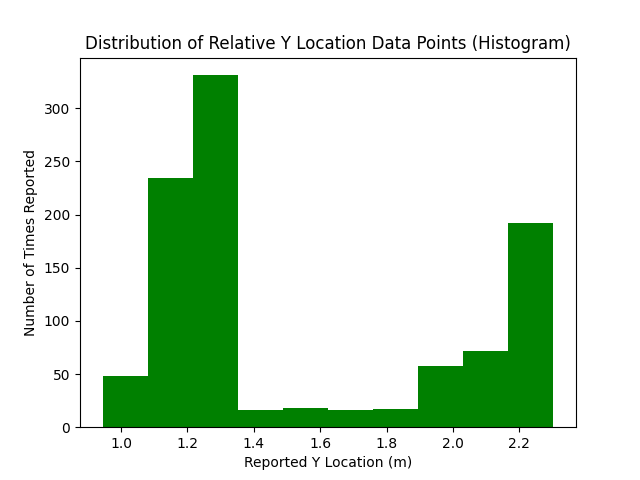 Distribution of Relative Y Location Data Points (Histogram)
Number of Times Reported
300
250
200
150
100
50
0
1.0 1.2 1.4 1.6 1.8 2.0 2.2
Reported Y Location (m)